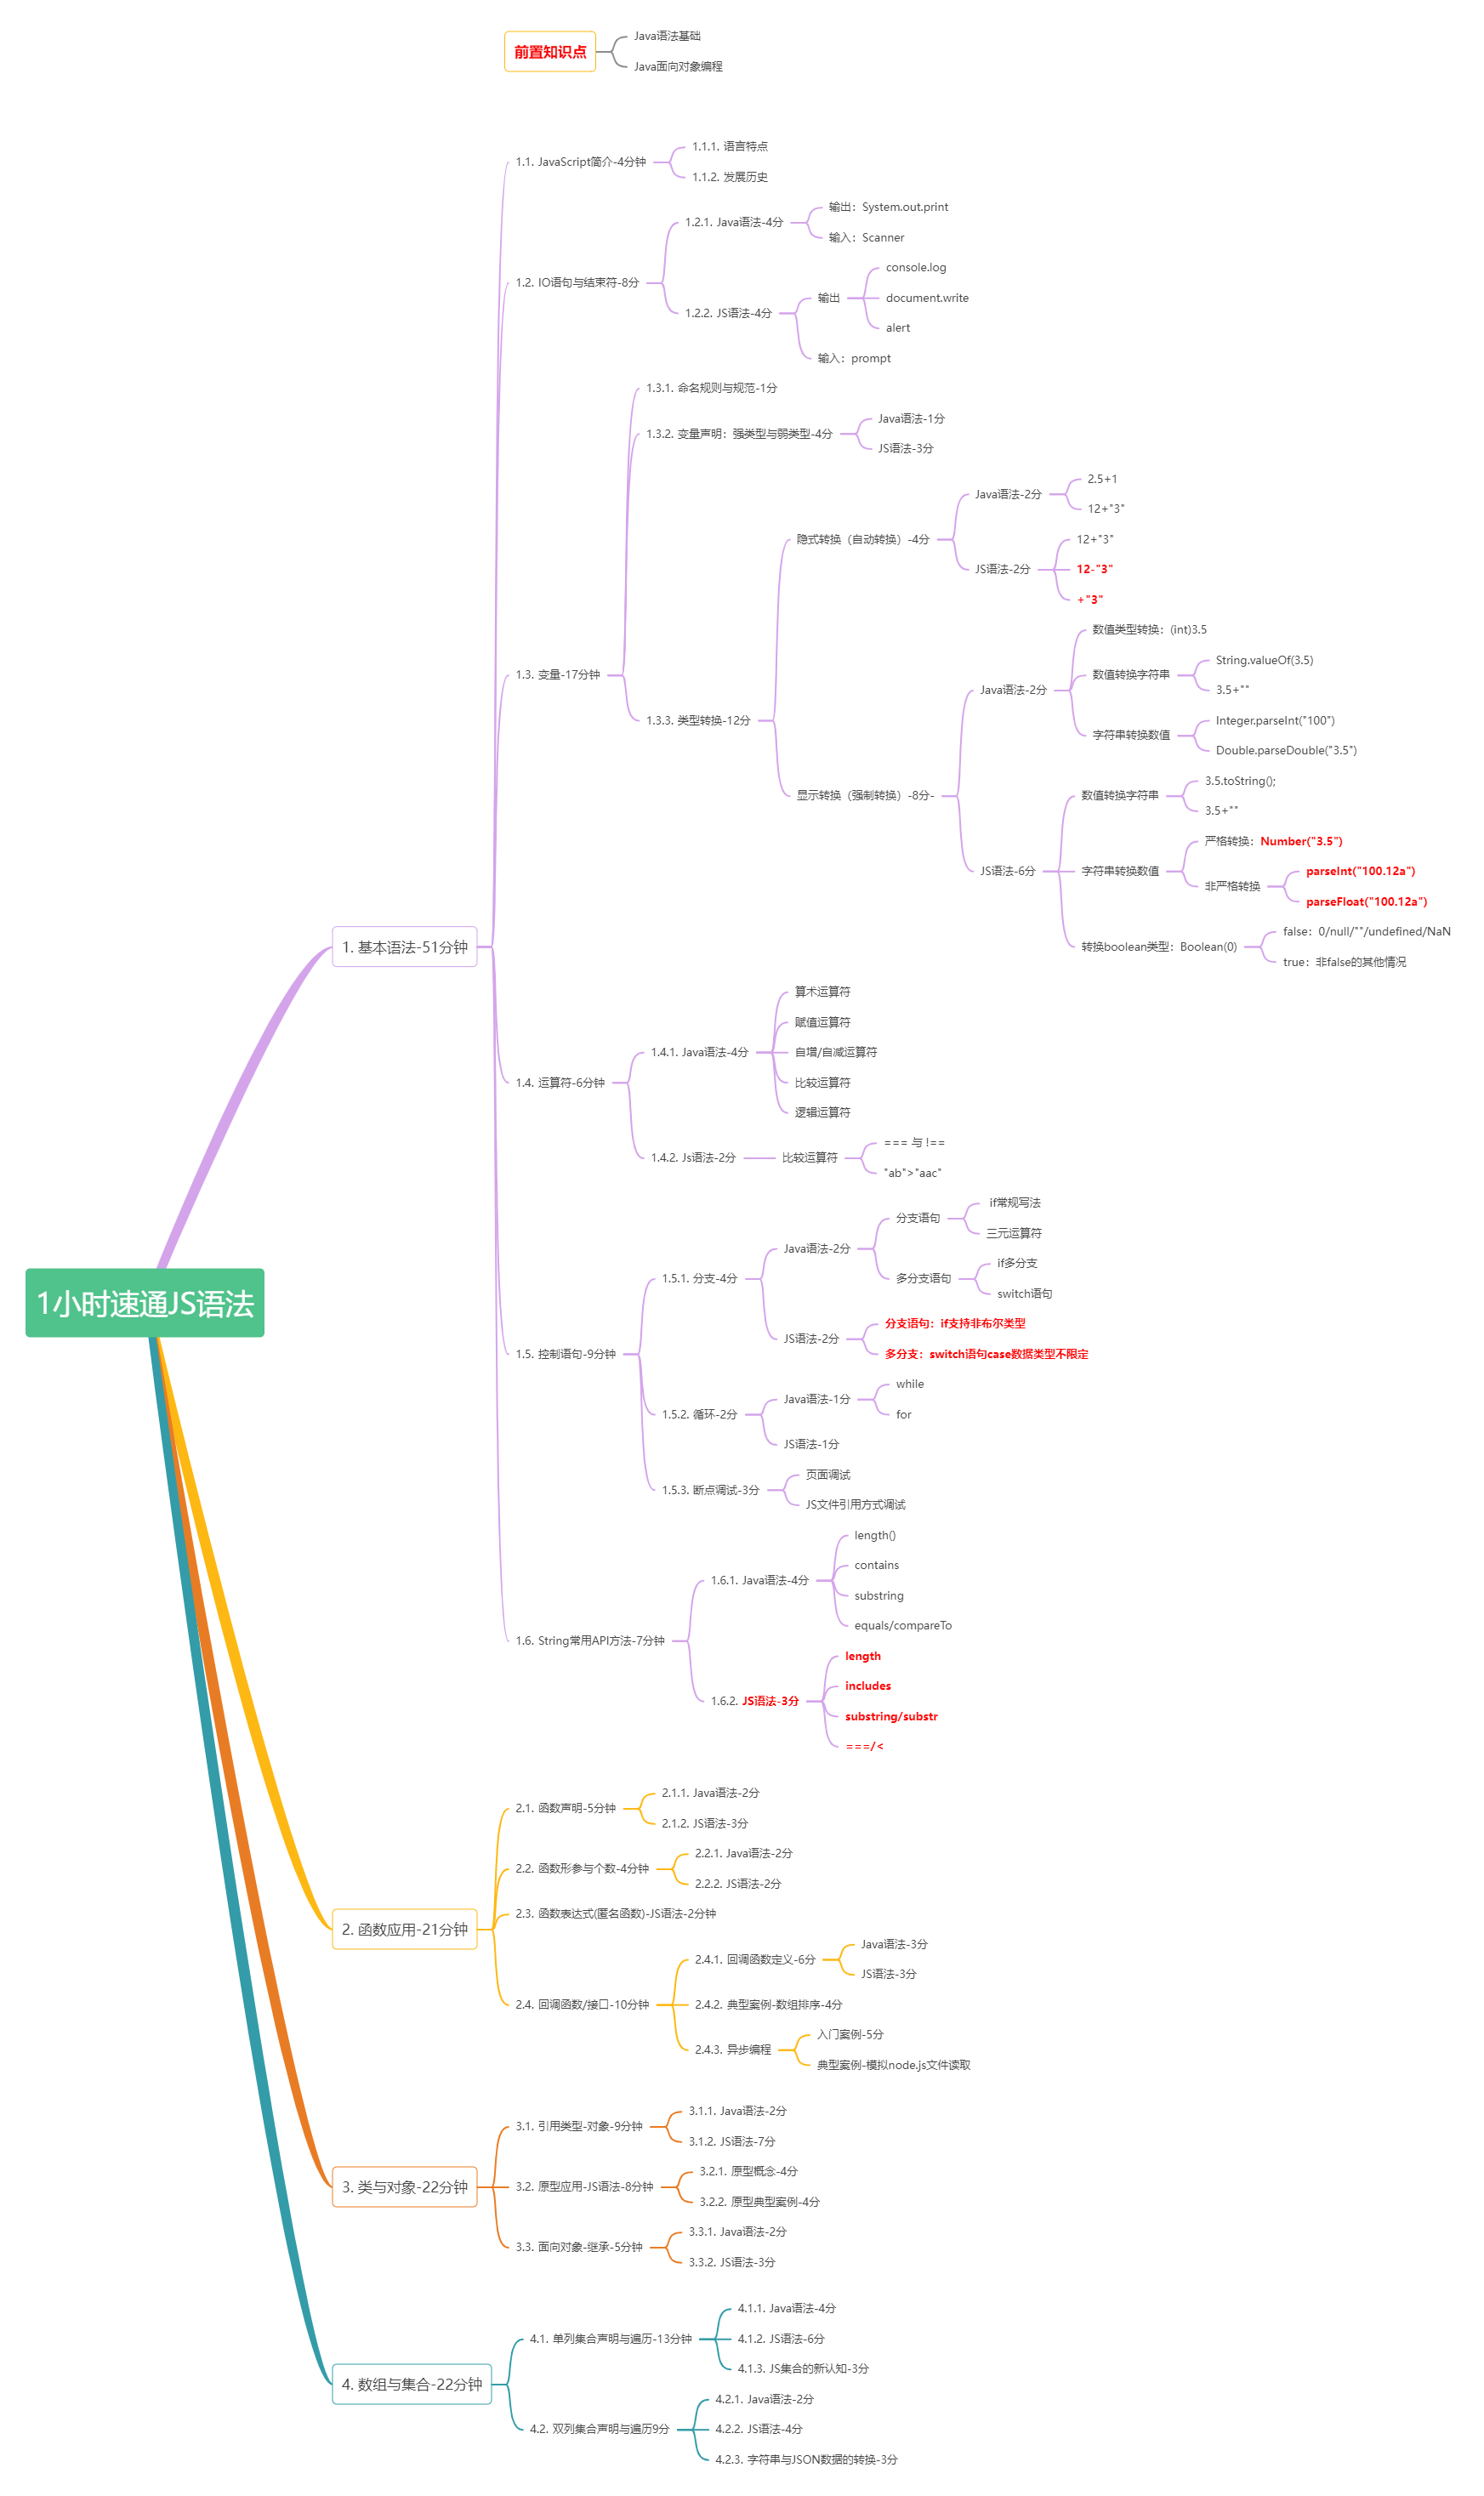 前置知识点
Java语法基础
Java面向对象编程
1小时速通JS语法
1. 基本语法-51分钟
1.1. JavaScript简介-4分钟
1.1.1. 语言特点
1.1.2. 发展历史
1.2. IO语句与结束符-8分
1.2.1. Java语法-4分
输出：System.out.print
输入：Scanner
1.2.2. JS语法-4分
输出
console.log
document.write
alert
输入：prompt
1.3. 变量-17分钟
1.3.1. 命名规则与规范-1分
1.3.2. 变量声明：强类型与弱类型-4分
Java语法-1分
JS语法-3分
1.3.3. 类型转换-12分
隐式转换（自动转换）-4分
Java语法-2分
2.5+1
12+"3"
JS语法-2分
12+"3"
12-"3"
+"3"
显示转换（强制转换）-8分-
Java语法-2分
数值类型转换：(int)3.5
数值转换字符串
String.valueOf(3.5)
3.5+""
字符串转换数值
Integer.parseInt("100")
Double.parseDouble("3.5")
JS语法-6分
数值转换字符串
3.5.toString();
3.5+""
字符串转换数值
严格转换：Number("3.5")
非严格转换
parseInt("100.12a")
parseFloat("100.12a")
转换boolean类型：Boolean(0)
false：0/null/""/undefined/NaN
true：非false的其他情况
1.4. 运算符-6分钟
1.4.1. Java语法-4分
算术运算符
赋值运算符
自增/自减运算符
比较运算符
逻辑运算符
1.4.2. Js语法-2分
比较运算符
=== 与 !==
"ab">"aac"
1.5. 控制语句-9分钟
1.5.1. 分支-4分
Java语法-2分
分支语句
if常规写法
三元运算符
多分支语句
if多分支
switch语句
JS语法-2分
分支语句：if支持非布尔类型
多分支：switch语句case数据类型不限定
1.5.2. 循环-2分
Java语法-1分
while
for
JS语法-1分
1.5.3. 断点调试-3分
页面调试
JS文件引用方式调试
1.6. String常用API方法-7分钟
1.6.1. Java语法-4分
length()
contains
substring
equals/compareTo
1.6.2. JS语法-3分
length
includes
substring/substr
===/<
2. 函数应用-21分钟
2.1. 函数声明-5分钟
2.1.1. Java语法-2分
2.1.2. JS语法-3分
2.2. 函数形参与个数-4分钟
2.2.1. Java语法-2分
2.2.2. JS语法-2分
2.3. 函数表达式(匿名函数)-JS语法-2分钟
2.4. 回调函数/接口-10分钟
2.4.1. 回调函数定义-6分
Java语法-3分
JS语法-3分
2.4.2. 典型案例-数组排序-4分
2.4.3. 异步编程
入门案例-5分
典型案例-模拟node.js文件读取
3. 类与对象-22分钟
3.1. 引用类型-对象-9分钟
3.1.1. Java语法-2分
3.1.2. JS语法-7分
3.2. 原型应用-JS语法-8分钟
3.2.1. 原型概念-4分
3.2.2. 原型典型案例-4分
3.3. 面向对象-继承-5分钟
3.3.1. Java语法-2分
3.3.2. JS语法-3分
4. 数组与集合-22分钟
4.1. 单列集合声明与遍历-13分钟
4.1.1. Java语法-4分
4.1.2. JS语法-6分
4.1.3. JS集合的新认知-3分
4.2. 双列集合声明与遍历9分
4.2.1. Java语法-2分
4.2.2. JS语法-4分
4.2.3. 字符串与JSON数据的转换-3分